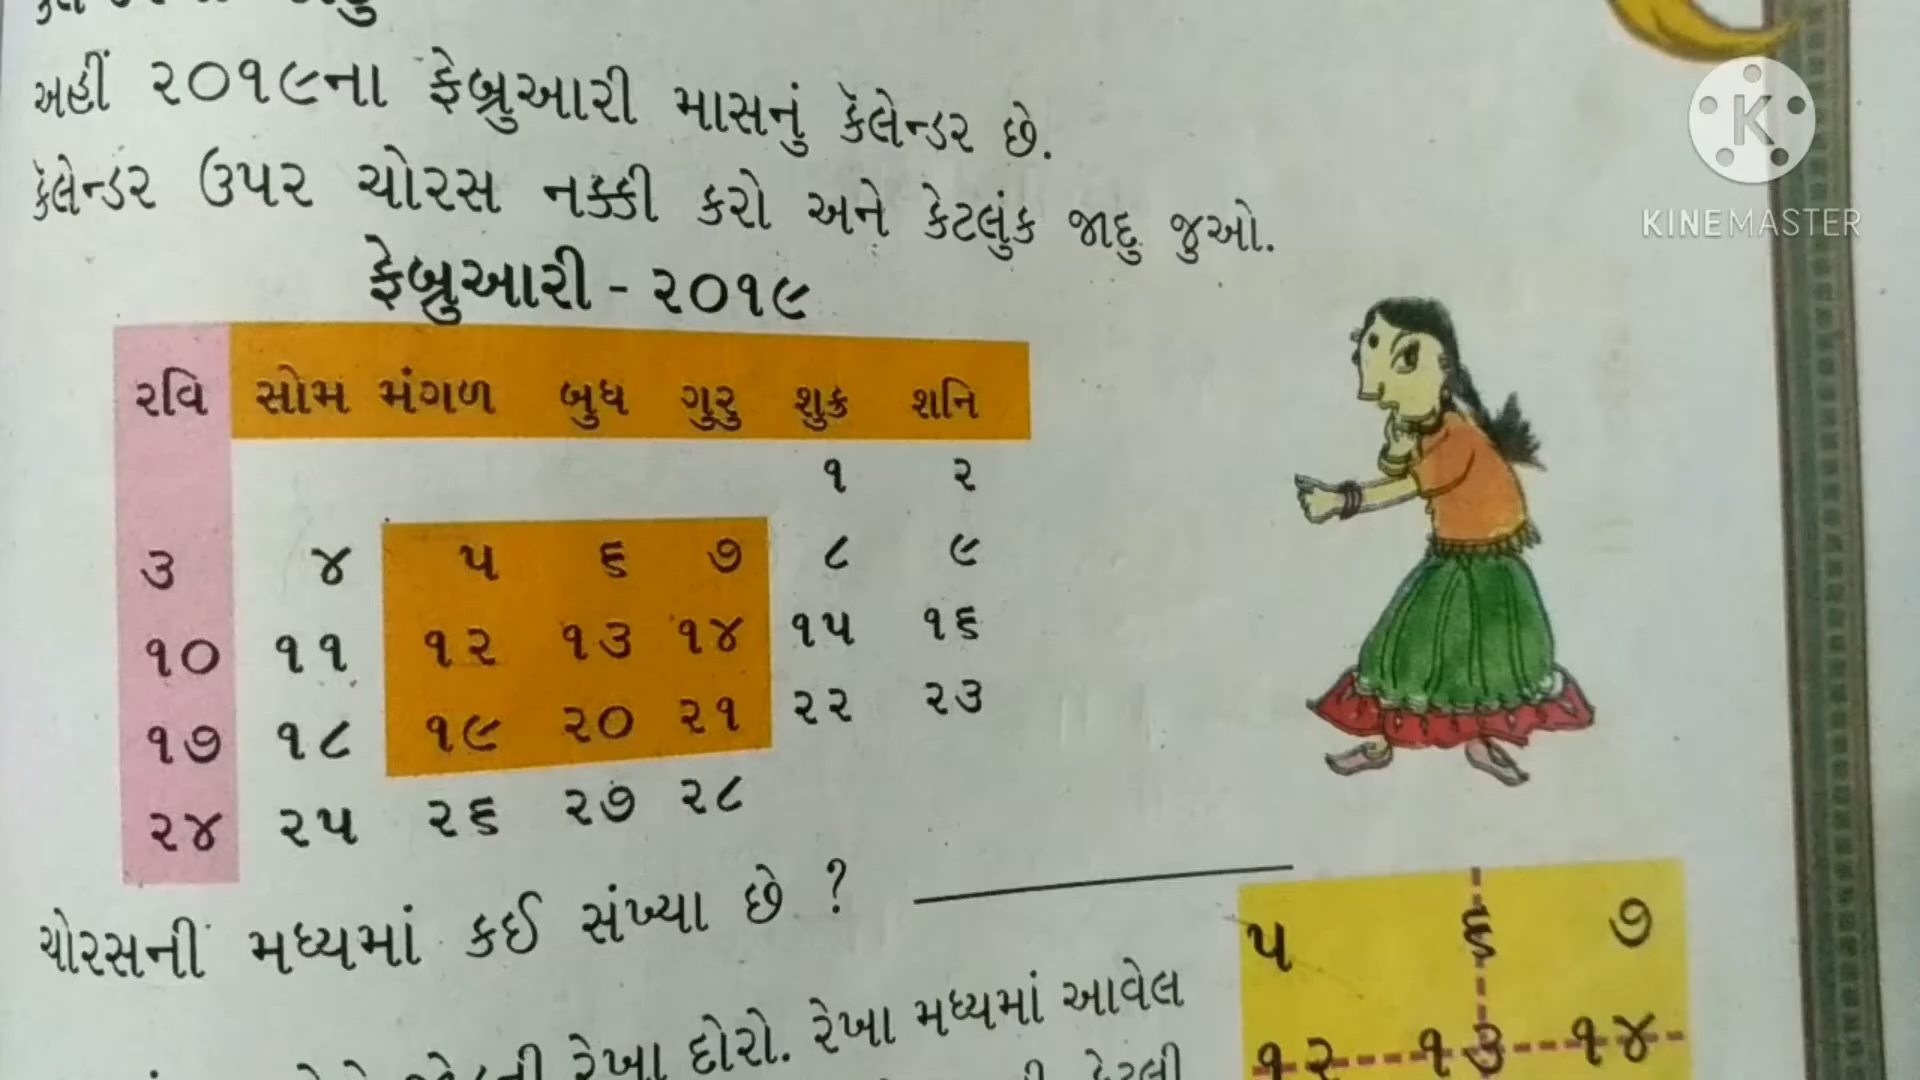 અહીં ૨૦૧૯ના ફેબ્રુઆરી માસનું કૅલેન્ડર છે.
કૅલેન્ડર ઉપર ચોરસ નક્કી કરો અને કેટલુંક જાદુ જુઓ.
ફેબ્રુઆરી - ૨૦૧૯
રવિ સોમ મંગળ બુધ ગુરુ શુક્ર શનિ
૧ ૨
૩ ૪ ૫ ૬ ૭ ૮ ૯
૧૦ ૧૧ ૧૨ ૧૩ ૧૪ ૧૫ ૧૬
૧૭ ૧૮ ૧૯ ૨૦ ૨૧ ૨૨ ૨૩
૨૪ ૨૫ ૨૬ ૨૭ ૨૮
ચોરસની મધ્યમાં કઈ સંખ્યા છે ?
રેખા દોરો. રેખા મધ્યમાં આવેલ
કેટલી
૫ ૬ ૭
૧૨ ૧૩ ૧૪
K
KINEMASTER